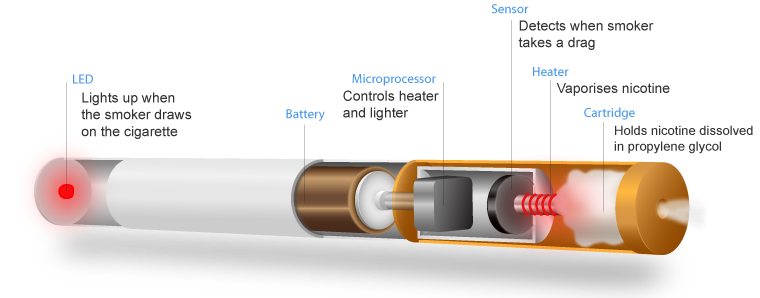 LED
Lights up when
the smoker draws
on the cigarette
Battery
Microprocessor
Controls heater
and lighter
Sensor
Detects when smoker
takes a drag
Heater
Vaporises nicotine
Cartridge
Holds nicotine dissolved
in propylene glycol